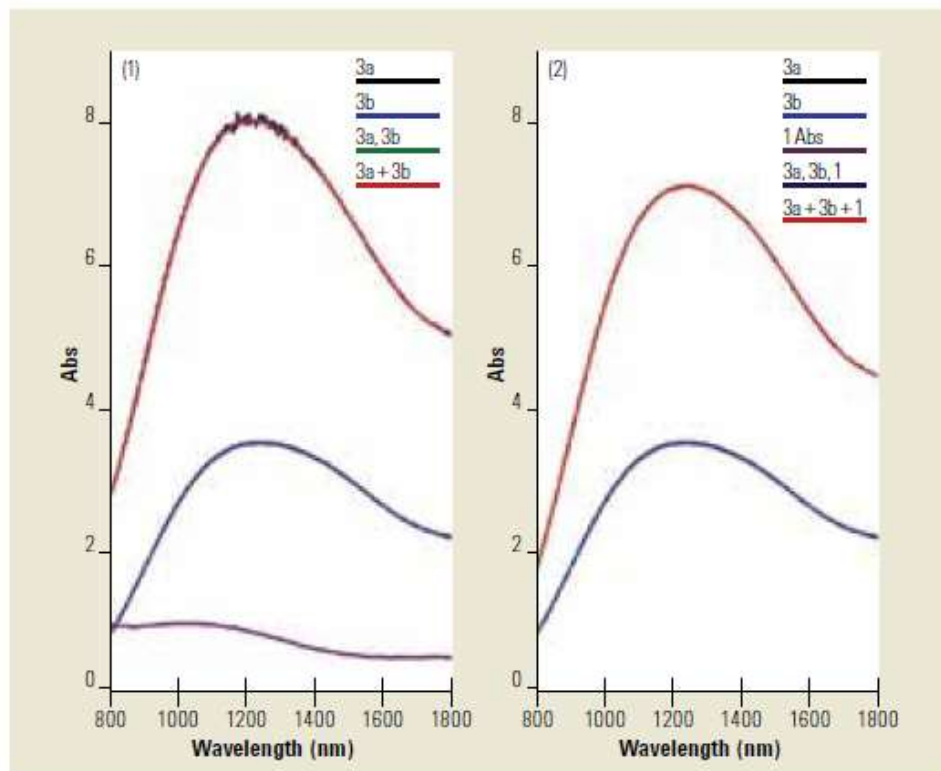 (1)
3a
3b
3a, 3b
3a + 3b
8
6
4
2
0
Abs
800 1000 1200 1400 1600 1800
Wavelength (nm)
(2)
3a
3b
1 Abs
3a, 3b, 1
3a + 3b + 1
8
6
4
2
0
Abs
800 1000 1200 1400 1600 1800
Wavelength (nm)